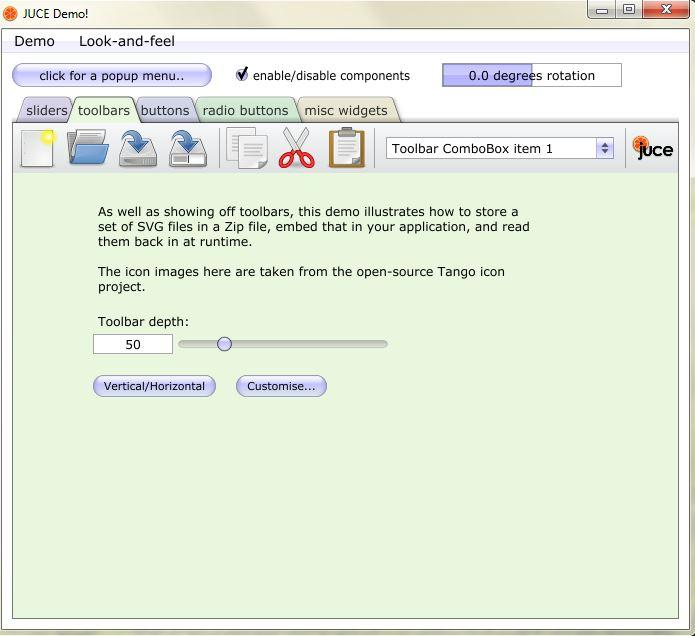 JUCE Demo!
Demo Look-and-feel
click for a popup menu.. enable/disable components 0.0 degrees rotation
sliders toolbars buttons radio buttons misc widgets
Toolbar ComboBox item 1 juce
As well as showing off toolbars, this demo illustrates how to store a
set of SVG files in a Zip file, embed that in your application, and read
them back in at runtime.
The icon images here are taken from the open-source Tango icon
project.
Toolbar depth:
50
Vertical/Horizontal Customise...